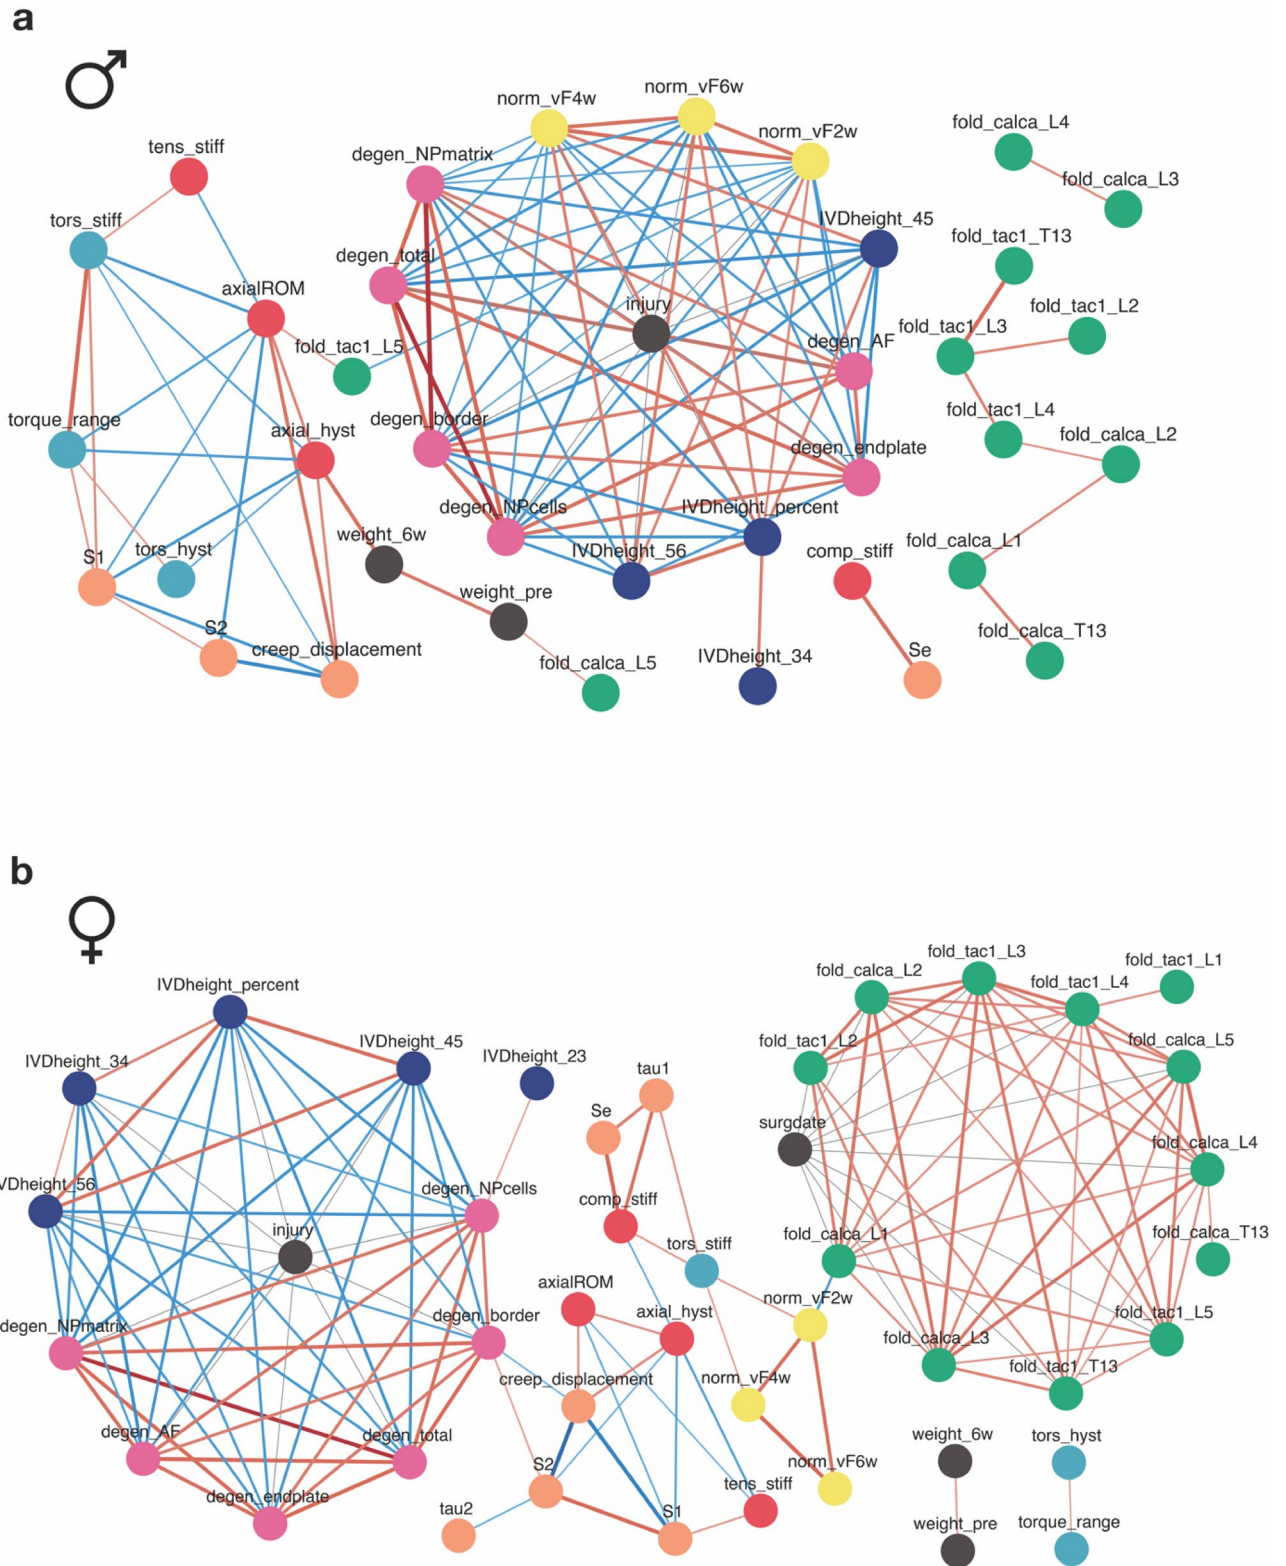 a
norm_vF6w
norm_vF4w
fold_calca_L4
norm_vF2w
tens_stiff
degen_NPmatrix
fold_calca_L3
tors_stiff
IVDheight_45
fold_tac1_T13
degen_total
axialROM
injury
fold_tac1_L2
fold_tac1_L3
degen_AF
fold_tac1_L5
fold_tac1_L4
torque_range
degen_border
axial_hyst
fold_calca_L2
degen_endplate
degen_NPcells
IVDheight_percent
weight_6w
fold_calca_L1
tors_hyst
IVDheight_56
comp_stiff
S1
weight_pre
S2
fold_calca_T13
creep_displacement
Se
IVDheight_34
fold_calca_L5
b
fold_tac1_L3
fold_tac1_L1
fold_calca_L2
fold_tac1_L4
IVDheight_percent
IVDheight_45
fold_calca_L5
fold_tac1_L2
IVDheight_23
IVDheight_34
tau1
Se
surgdate
fold_calca_L4
VDheight_56
degen_NPcells
comp_stiff
injury
fold_calca_L1
fold_calca_T13
tors_stiff
axialROM
norm_vF2w
axial_hyst
degen_border
fold_tac1_L5
degen_NPmatrix
fold_calca_L3
fold_tac1_T13
creep_displacement
norm_vF4w
degen_AF
degen_total
weight_6w
tors_hyst
S2
norm_vF6w
tens_stiff
degen_endplate
tau2
S1
weight_pre
torque_range